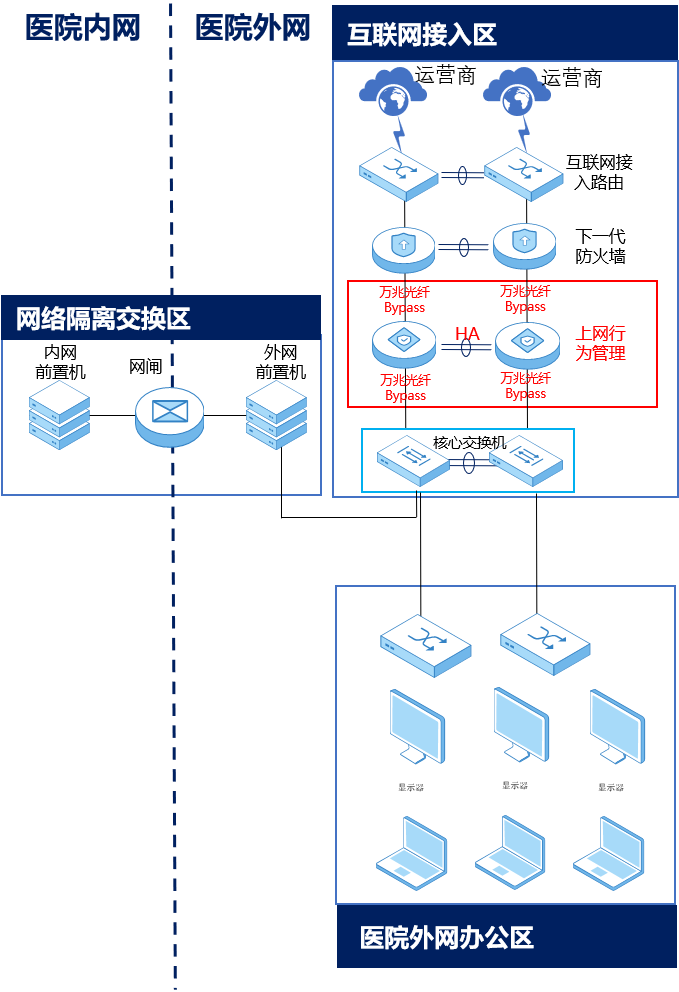 医院内网
医院外网
互联网接入区
运营商
运营商
互联网接
入路由
下一代
防火墙
万兆光纤
Bypass
万兆光纤
Bypass
网络隔离交换区
HA
上网行
为管理
内网
前置机
网闸
外网
前置机
万兆光纤
Bypass
万兆光纤
Bypass
核心交换机
显示器
显示器
显示器
医院外网办公区